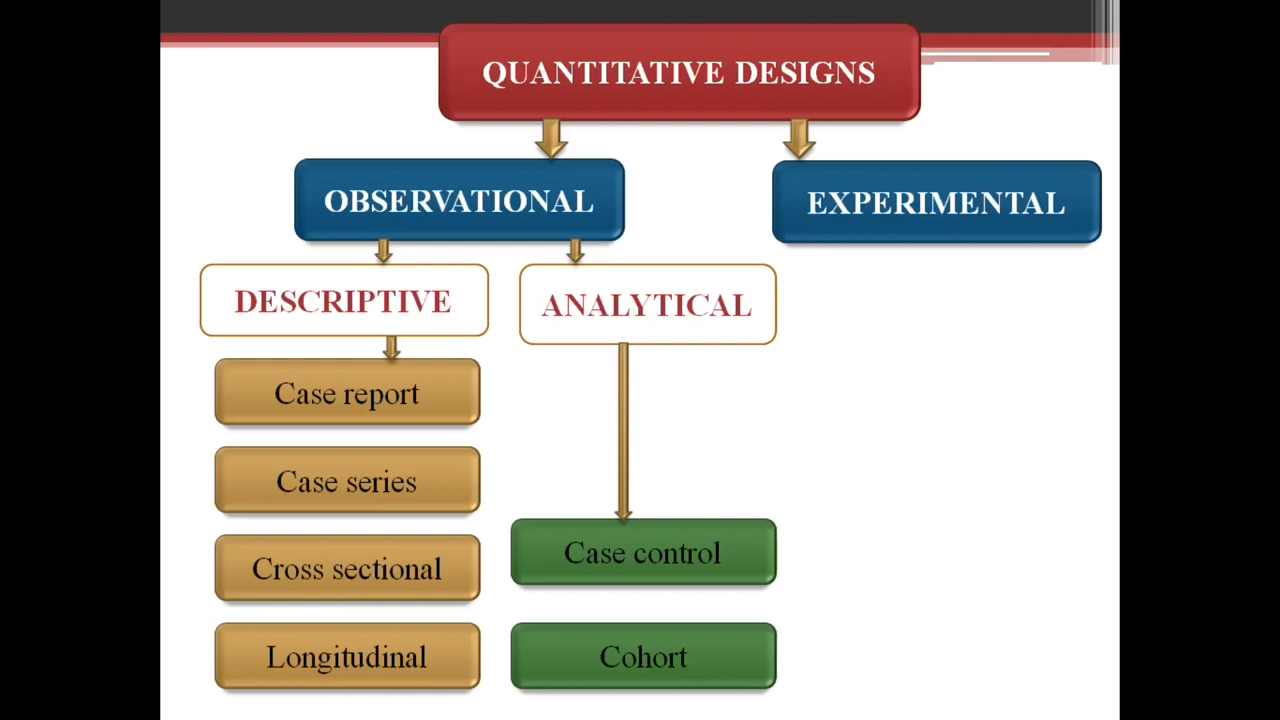 QUANTITATIVE DESIGNS
OBSERVATIONAL
EXPERIMENTAL
DESCRIPTIVE
ANALYTICAL
Case report
Case series
Cross sectional
Longitudinal
Case control
Cohort